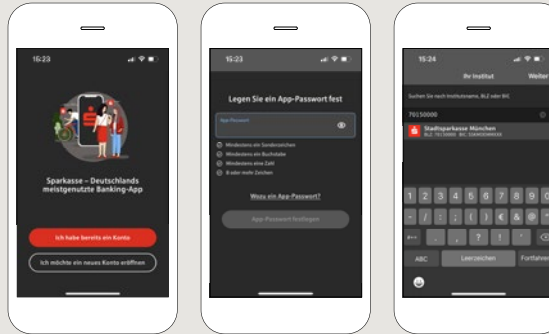 15:23
Sparkasse – Deutschlands
meistgenutzte Banking-App
Ich habe bereits ein Konto
Ich möchte ein neues Konto eröffnen
15:23
Legen Sie ein App-Passwort fest
App-Passwort
Mindestens ein Sonderzeichen
Mindestens ein Buchstabe
Mindestens eine Zahl
8 oder mehr Zeichen
Wozu ein App-Passwort?
App-Passwort festlegen
15:24
Ihr Institut
Weiter
Suchen Sie nach Institutsname, BLZ oder BIC
70150000
Stadtsparkasse München
BLZ: 70150000
1 2 3 4 5 6 7 8 9 0
- / : ; ( ) € & @ "
#+= . , ? ! '
ABC Leerzeichen Fortfahren